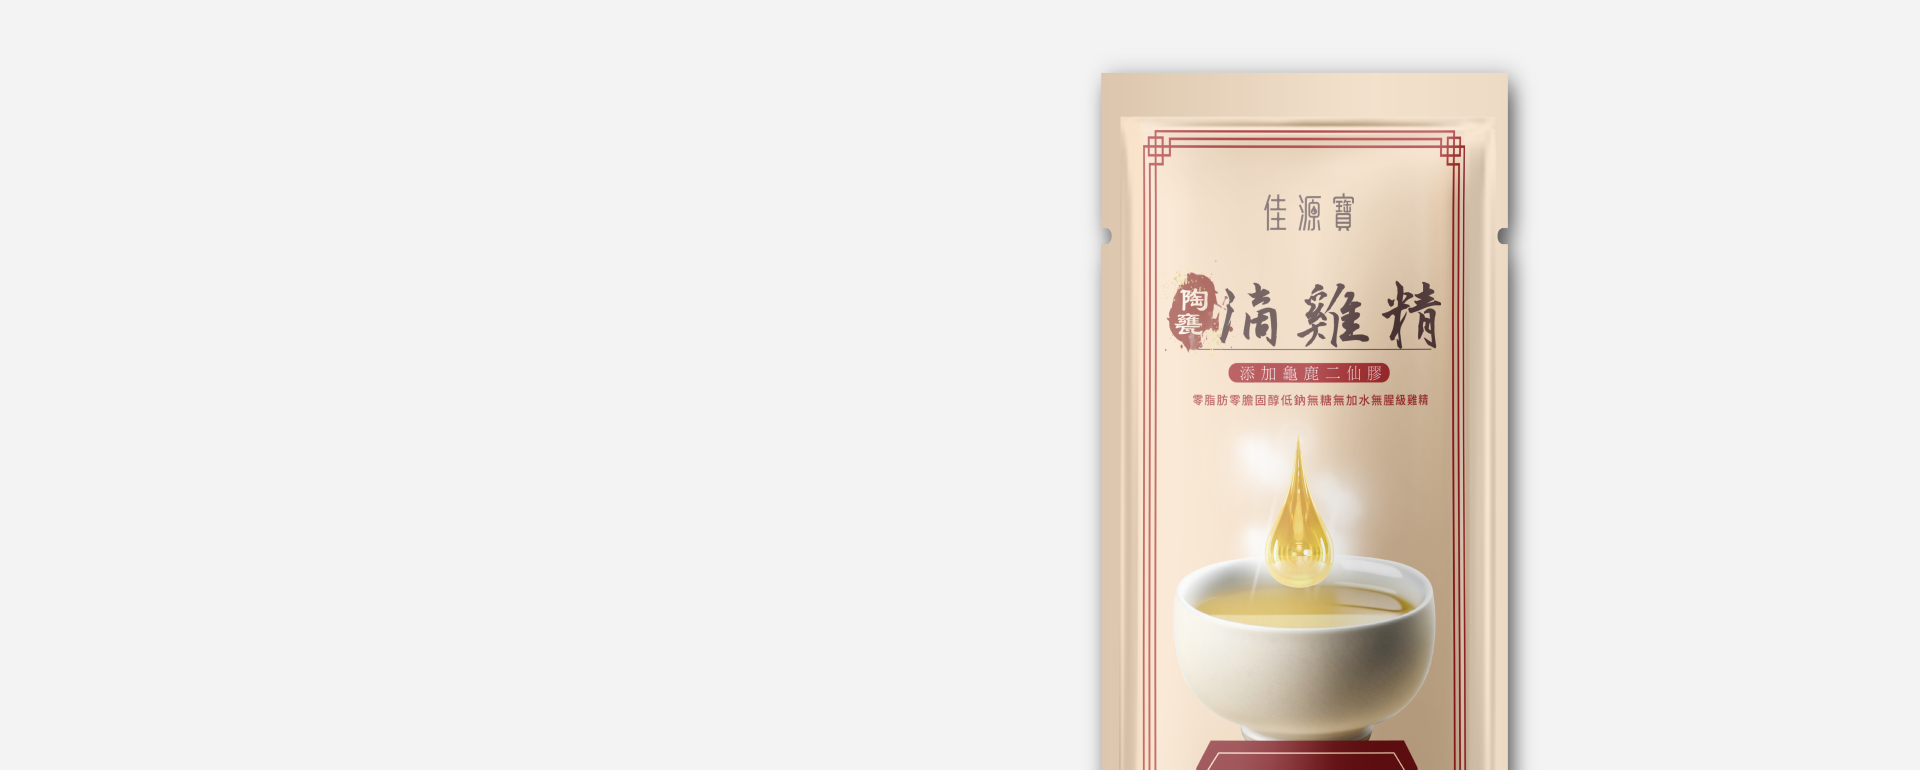 佳源寶
陶甕
滴雞精
添加龜鹿二仙膠
零脂肪零膽固醇低鈉無糖無加水無腥級雞精